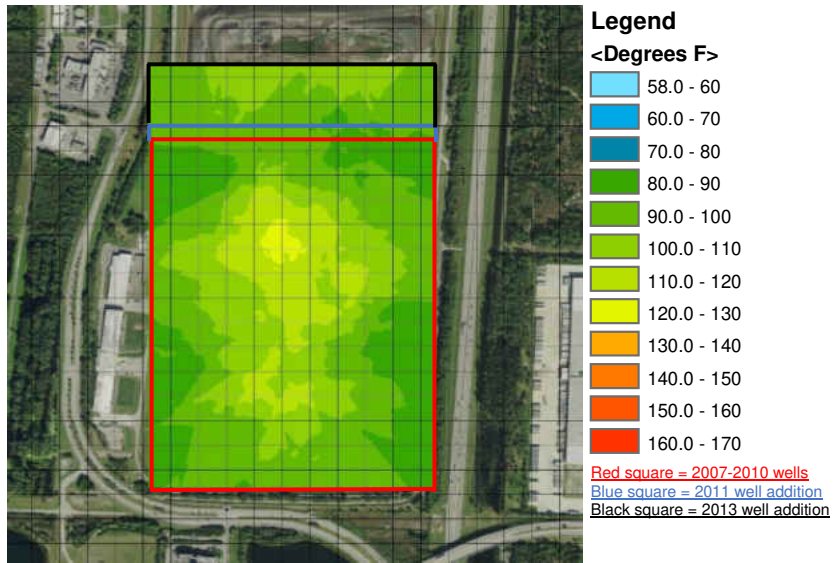 Legend
<Degrees F>
58.0 - 60
60.0 - 70
70.0 - 80
80.0 - 90
90.0 - 100
100.0 - 110
110.0 - 120
120.0 - 130
130.0 - 140
140.0 - 150
150.0 - 160
160.0 - 170
Red square = 2007-2010 wells
Blue square = 2011 well addition
Black square = 2013 well addition